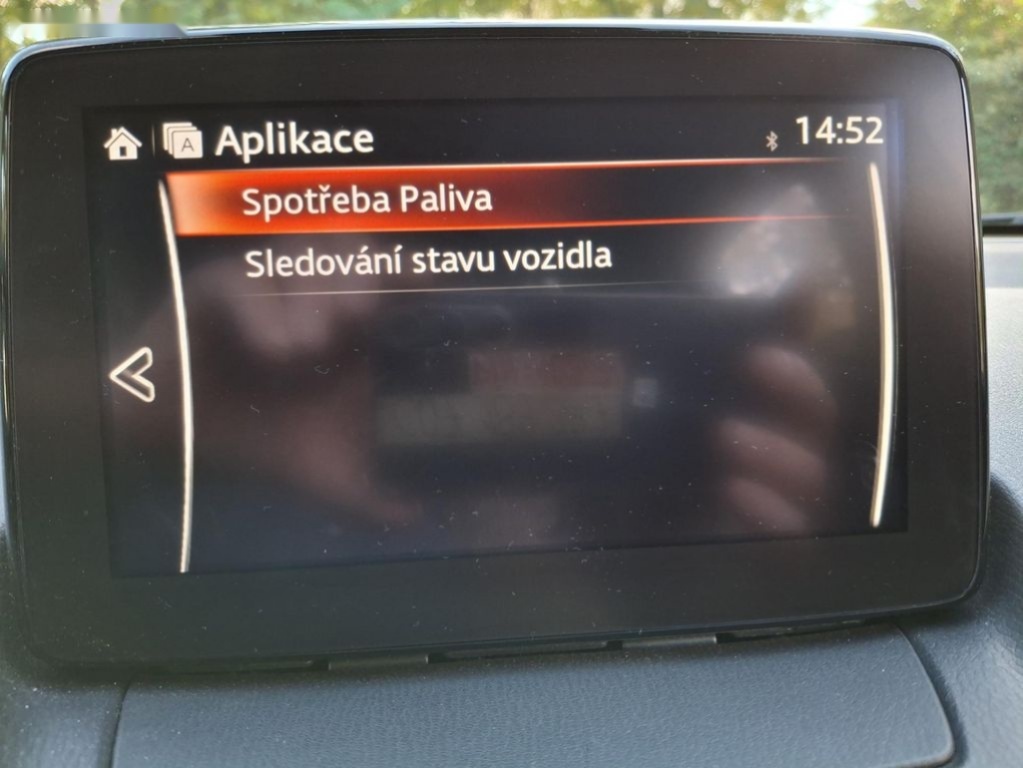 A Aplikace 14:52
Spotřeba Paliva
Sledování stavu vozidla